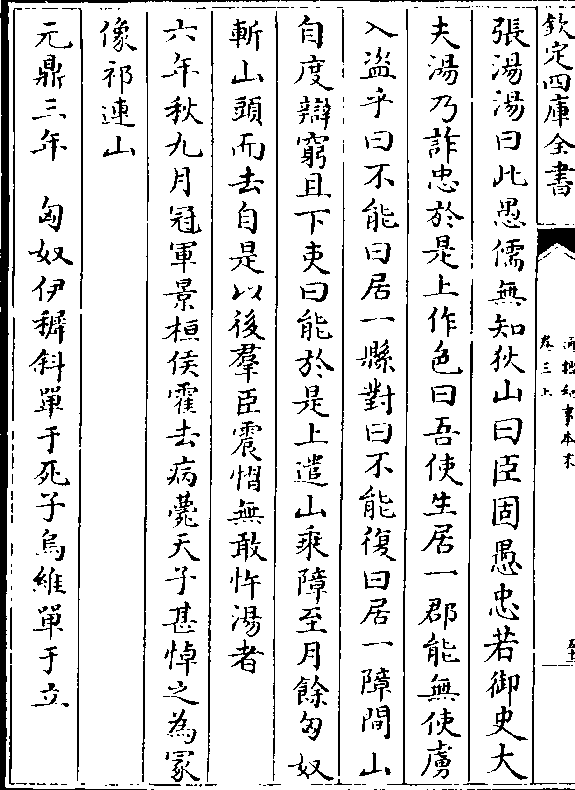 欽定四庫全書
卷三上
張湯湯曰此愚儒無知狄山曰臣固愚忠若御史大
夫湯乃詐忠於是上作色曰吾使生居一郡能無使虜
入盗乎曰不能曰居一縣對曰不能復曰居一障間山
自度辯窮且下吏曰能於是上遣山乘障至月餘匈奴
斬山頭而去自是以後羣臣震慴無敢忤湯者
六年秋九月冠軍景桓侯霍去病薨天子甚悼之為冢
像祁連山
元鼎三年 匈奴伊穉斜單于死子烏維單于立